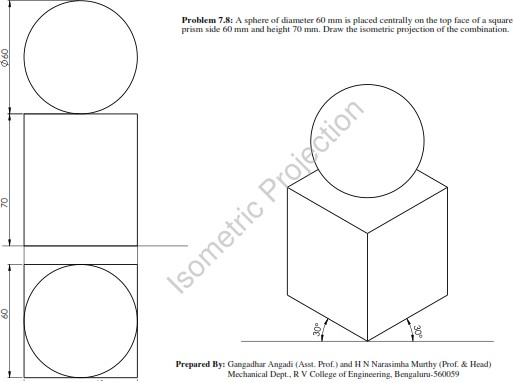 Problem 7.8: A sphere of diameter 60 mm is placed centrally on the top face of a square
prism side 60 mm and height 70 mm. Draw the isometric projection of the combination.
∅60
70
60
Isometric Projection
30°
30°
Prepared By: Gangadhar Angadi (Asst. Prof.) and H N Narasimha Murthy (Prof. & Head)
Mechanical Dept., R V College of Engineering, Bengaluru-560059